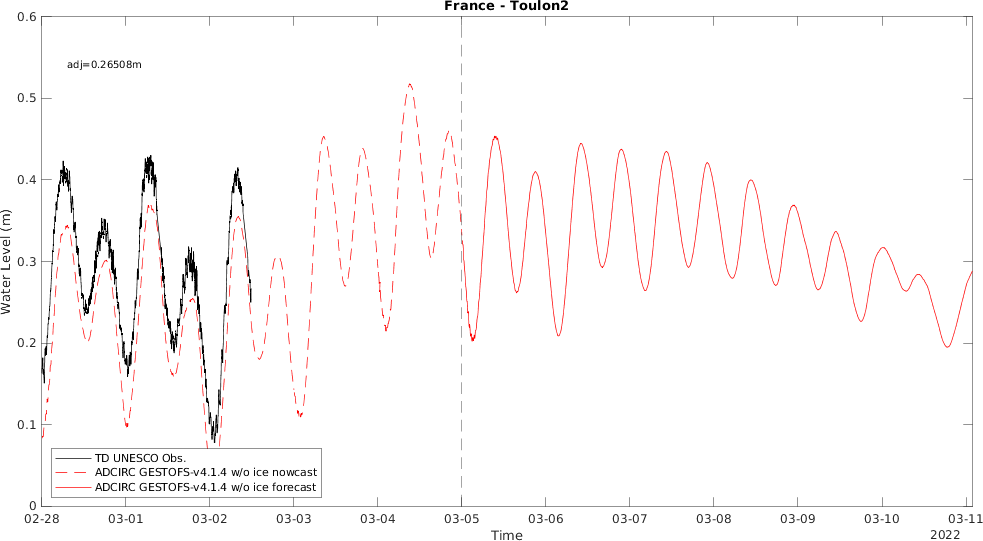 France - Toulon2
adj=0.26508m
Water Level (m)
0.6
0.5
0.4
0.3
0.2
0.1
0
TD UNESCO Obs.
ADCIRC GESTOFS-v4.1.4 w/o ice nowcast
ADCIRC GESTOFS-v4.1.4 w/o ice forecast
02-28 03-01 03-02 03-03 03-04 03-05 03-06 03-07 03-08 03-09 03-10 03-11
Time
2022